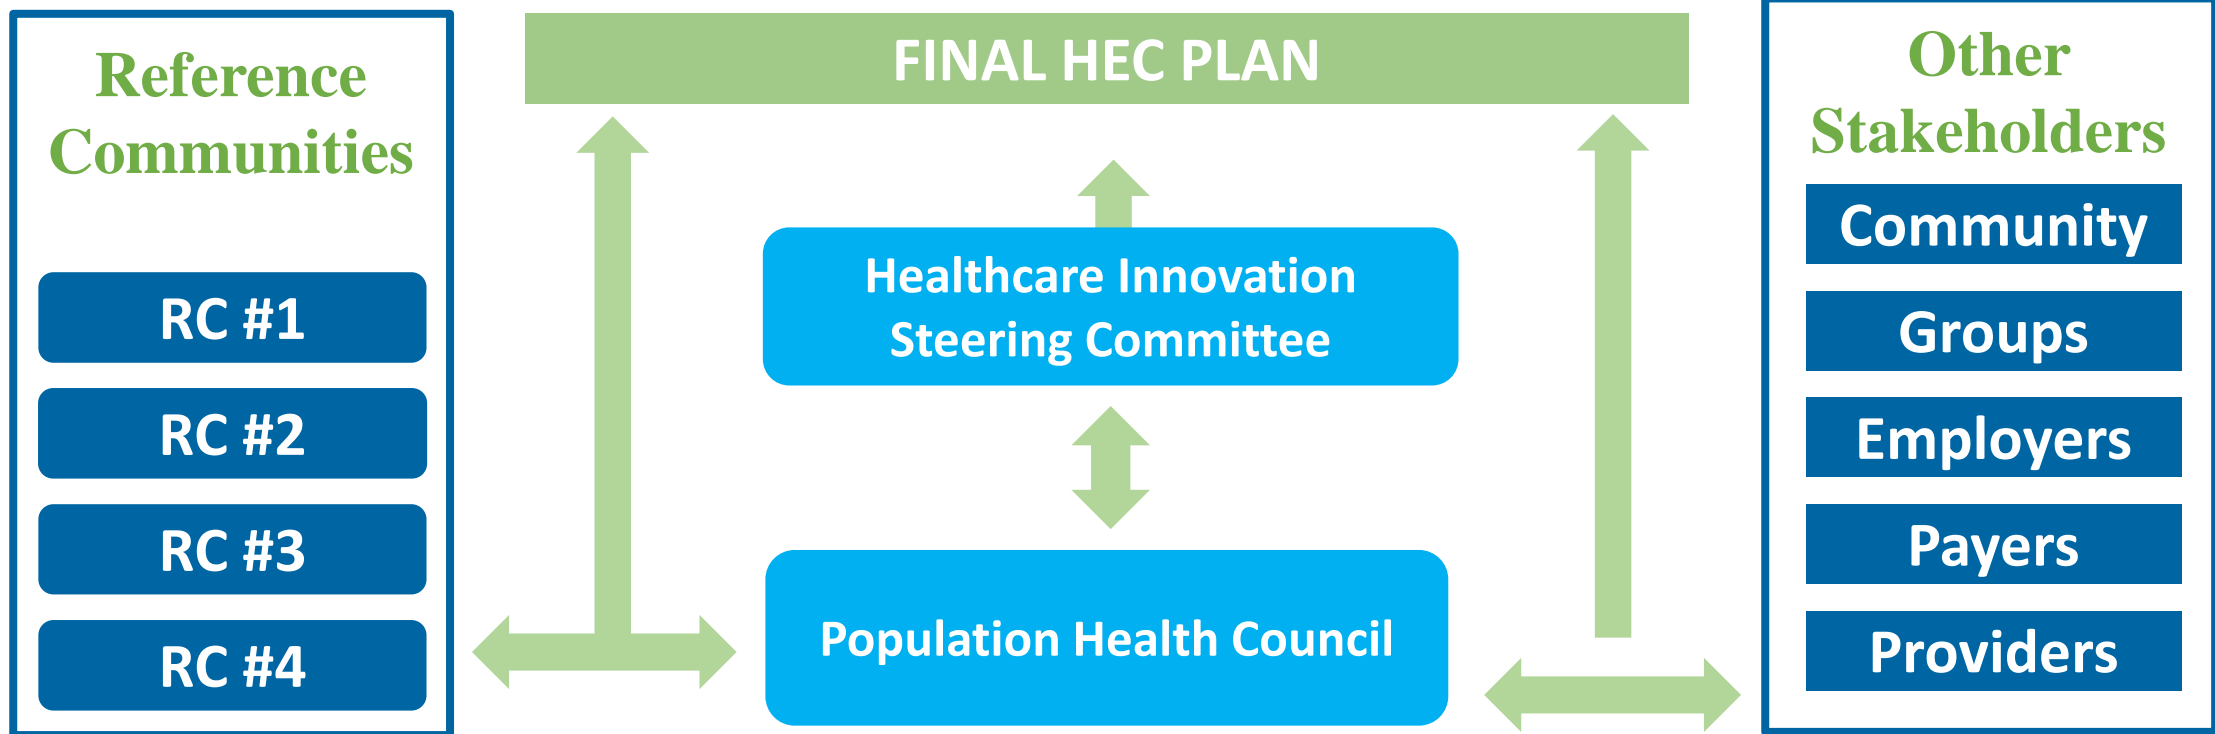 Reference
Communities
RC #1
RC #2
RC #3
RC #4
FINAL HEC PLAN
Healthcare Innovation
Steering Committee
Population Health Council
Other
Stakeholders
Community
Groups
Employers
Payers
Providers